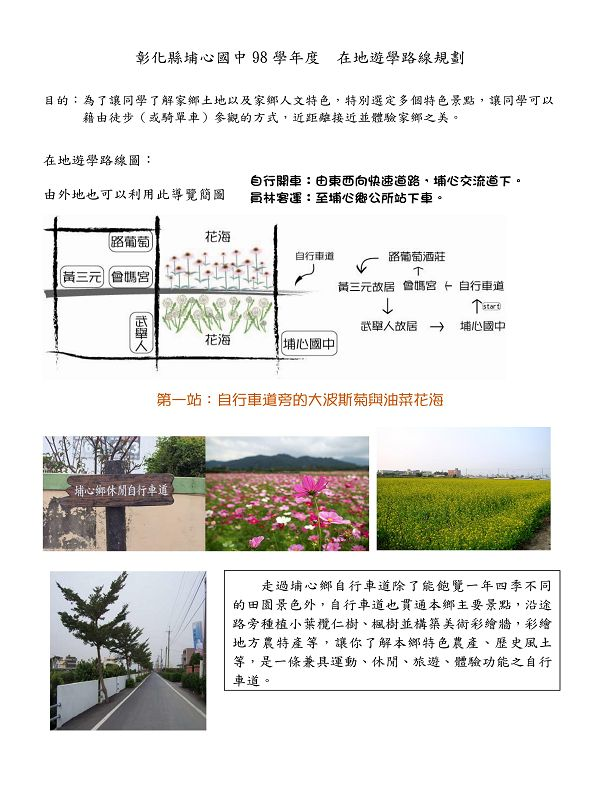 彰化縣埔心國中 98 學年度　在地遊學路線規劃
目的：為了讓同學了解家鄉土地以及家鄉人文特色，特別選定多個特色景點，讓同學可以
藉由徒步（或騎單車）參觀的方式，近距離接近並體驗家鄉之美。
在地遊學路線圖：
自行開車：由東西向快速道路、埔心交流道下。
由外地也可以利用此導覽簡圖
員林客運：至埔心鄉公所站下車。
路葡萄
花海
自行車道
路葡萄酒莊
黃三元
曾媽宮
黃三元故居
曾媽宮
自行車道
start
武舉人
花海
埔心國中
武舉人故居
埔心國中
第一站：自行車道旁的大波斯菊與油菜花海
埔心鄉休閒自行車道
走過埔心鄉自行車道除了能飽覽一年四季不同
的田園景色外，自行車道也貫通本鄉主要景點，沿途
路旁種植小葉欖仁樹、楓樹並構築美術彩繪牆，彩繪
地方農特產等，讓你了解本鄉特色農產、歷史風土
等，是一條兼具運動、休閒、旅遊、體驗功能之自行
車道。